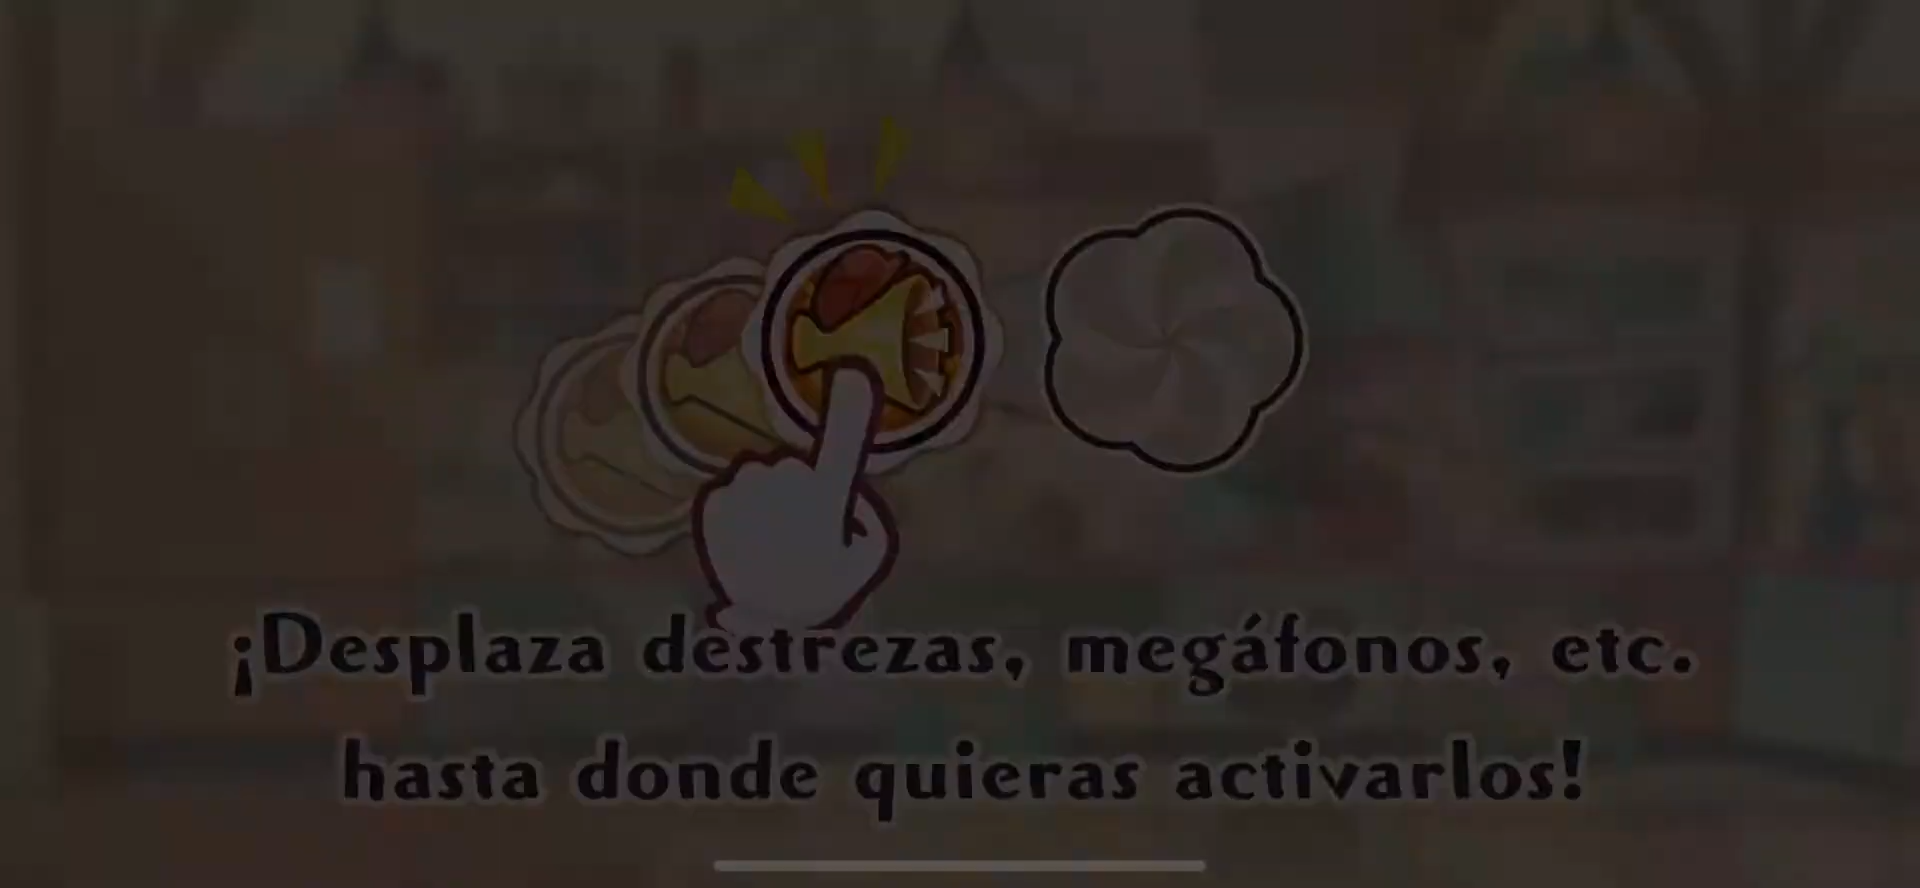 ¡Desplaza destrezas, megáfonos, etc.
hasta donde quieras activarlos!